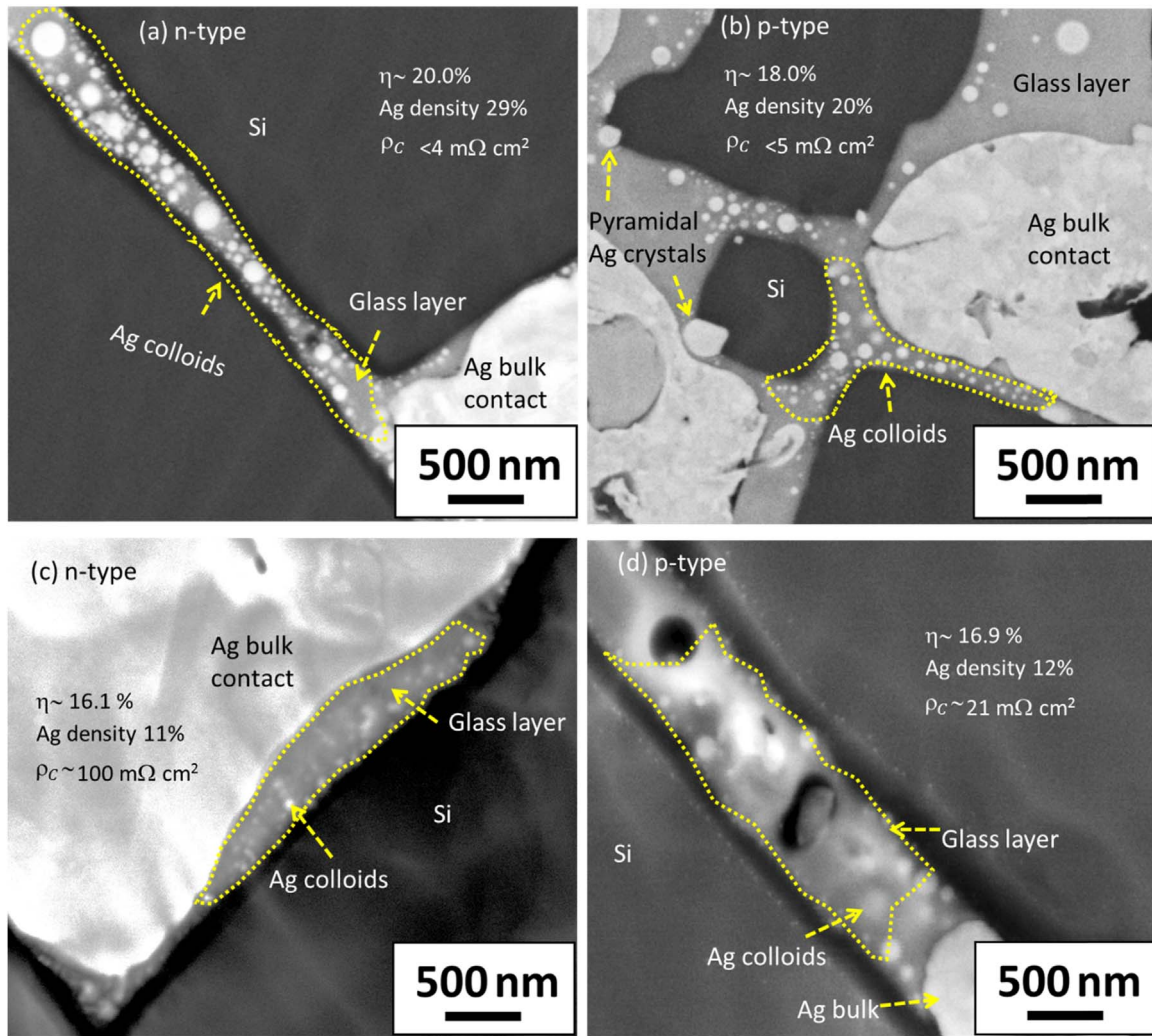 (a) n-type
η~ 20.0%
Ag density 29%
ρc <4 mΩ cm²
Si
Glass layer
Ag colloids
Ag bulk
contact
500 nm
(b) p-type
η~ 18.0%
Ag density 20%
ρc <5 mΩ cm²
Glass layer
Pyramidal
Ag crystals
Ag bulk
contact
Si
Ag colloids
500 nm
(c) n-type
Ag bulk
contact
η~ 16.1 %
Ag density 11%
ρc ~ 100 mΩ cm²
Glass layer
Si
Ag colloids
500 nm
(d) p-type
η~ 16.9 %
Ag density 12%
ρc ~ 21 mΩ cm²
Glass layer
Si
Ag colloids
Ag bulk
500 nm